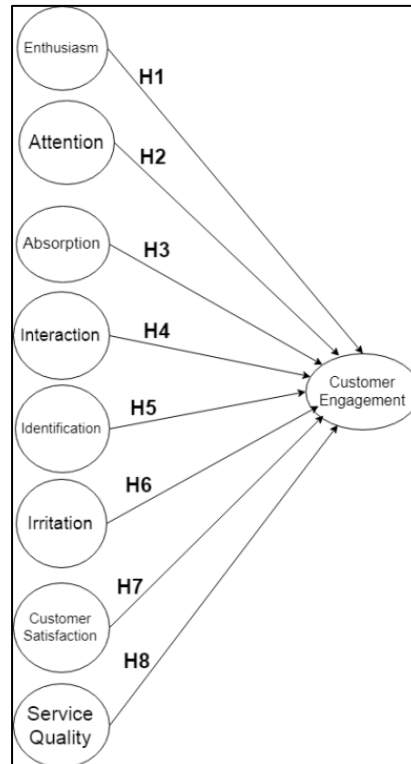 Enthusiasm
H1
Attention
H2
Absorption
H3
Interaction
H4
Customer
Engagement
Identification
H5
Irritation
H6
Customer
Satisfaction
H7
Service
Quality
H8